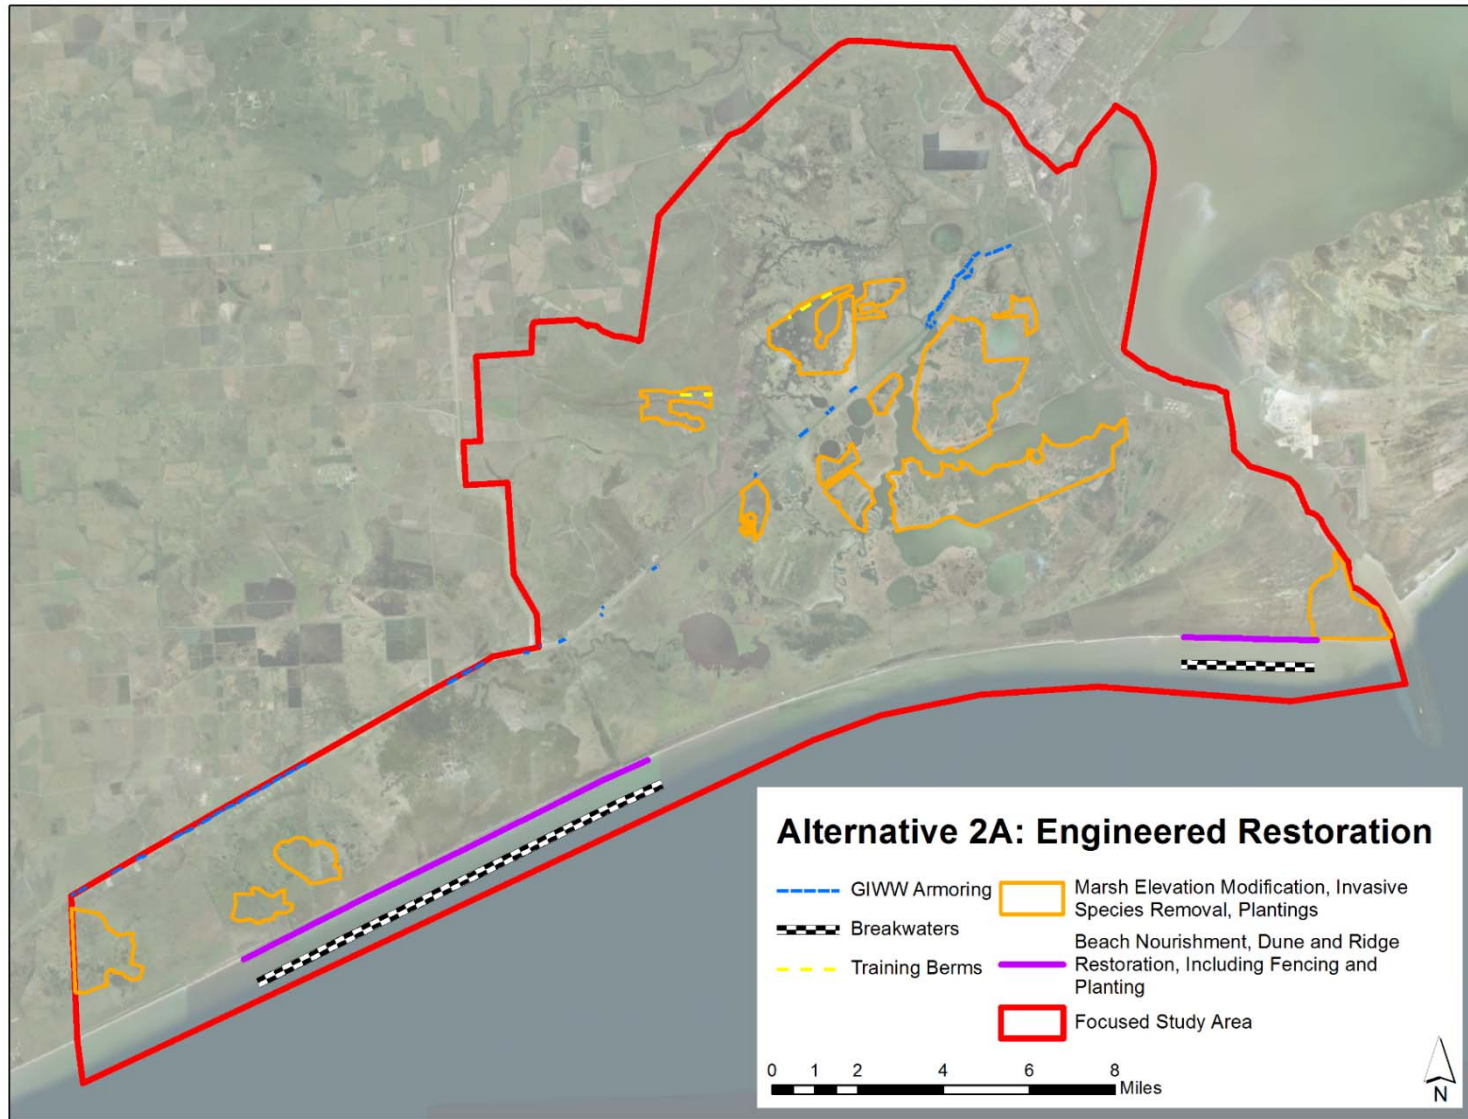 Alternative 2A: Engineered Restoration
GIWW Armoring
Breakwaters
Training Berms
Marsh Elevation Modification, Invasive
Species Removal, Plantings
Beach Nourishment, Dune and Ridge
Restoration, Including Fencing and
Planting
Focused Study Area
0 1 2 4 6 8
Miles
N